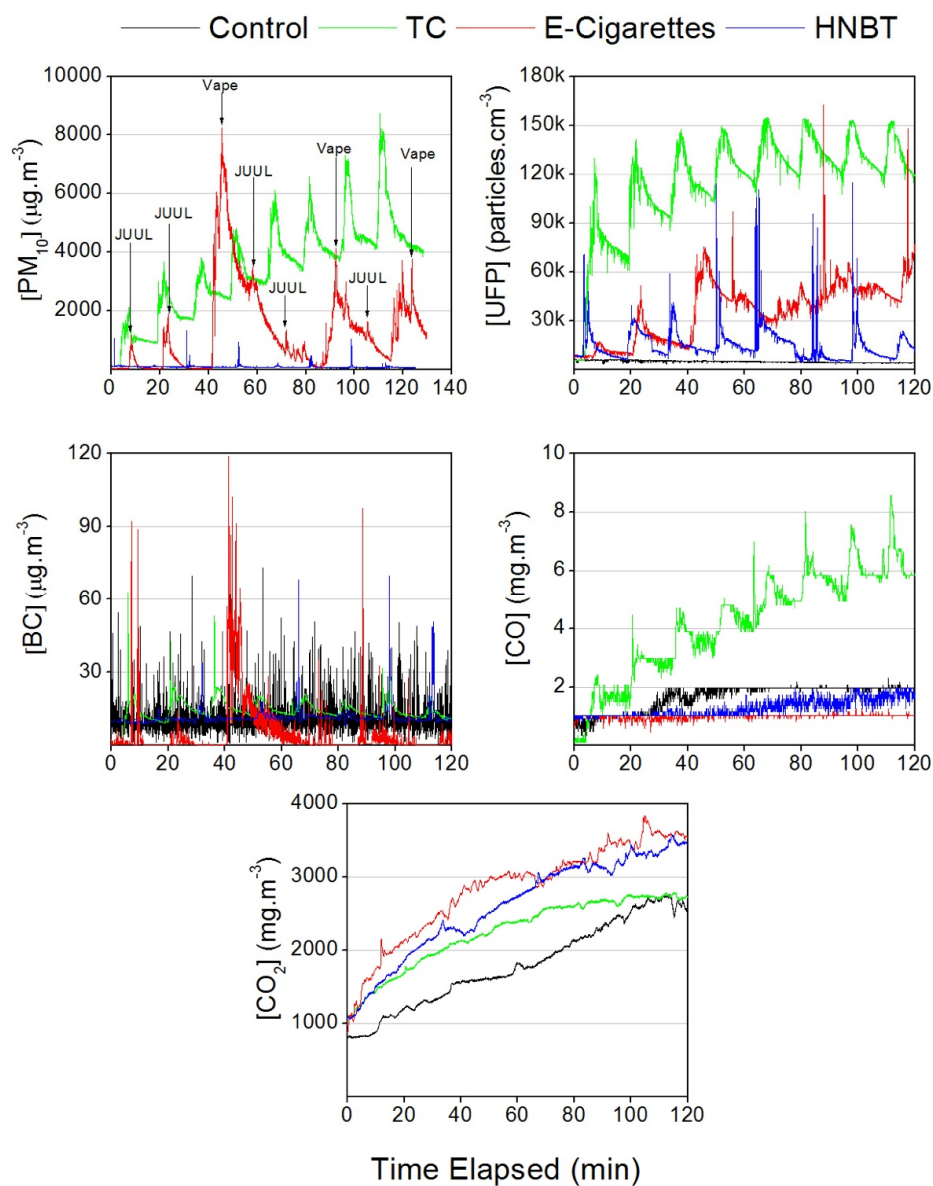 Control TC E-Cigarettes HNBT
[PM10] (μg.m-3)
10000
8000
6000
4000
2000
Vape
JUUL
JUUL
JUUL
JUUL
Vape
JUUL
Vape
0 20 40 60 80 100 120 140
[UFP] (particles.cm-3)
180k
150k
120k
90k
60k
30k
0 20 40 60 80 100 120
[BC] (μg.m-3)
120
90
60
30
0 20 40 60 80 100 120
[CO] (mg.m-3)
10
8
6
4
2
0 20 40 60 80 100 120
[CO2] (mg.m-3)
4000
3000
2000
1000
0 20 40 60 80 100 120
Time Elapsed (min)